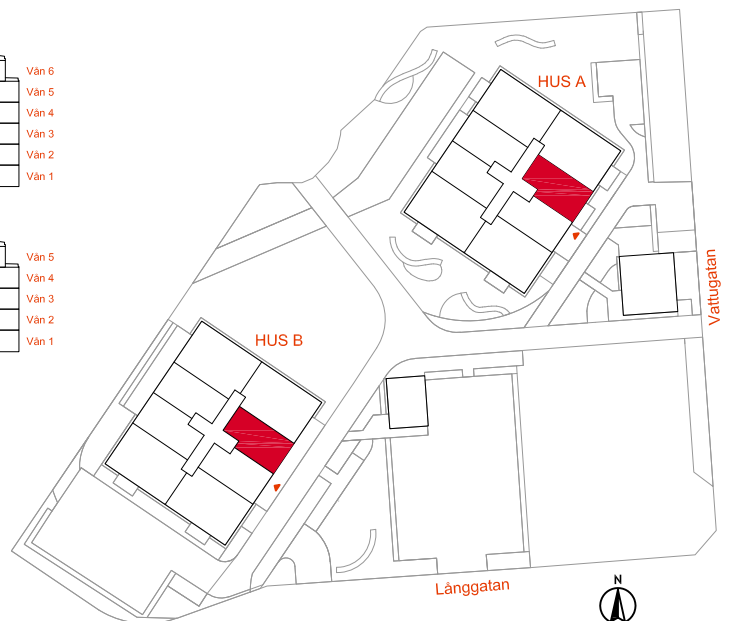 Vån 6
Vån 5
Vån 4
Vån 3
Vån 2
Vån 1
Vån 5
Vån 4
Vån 3
Vån 2
Vån 1
HUS A
HUS B
Vattugatan
Långgatan
N